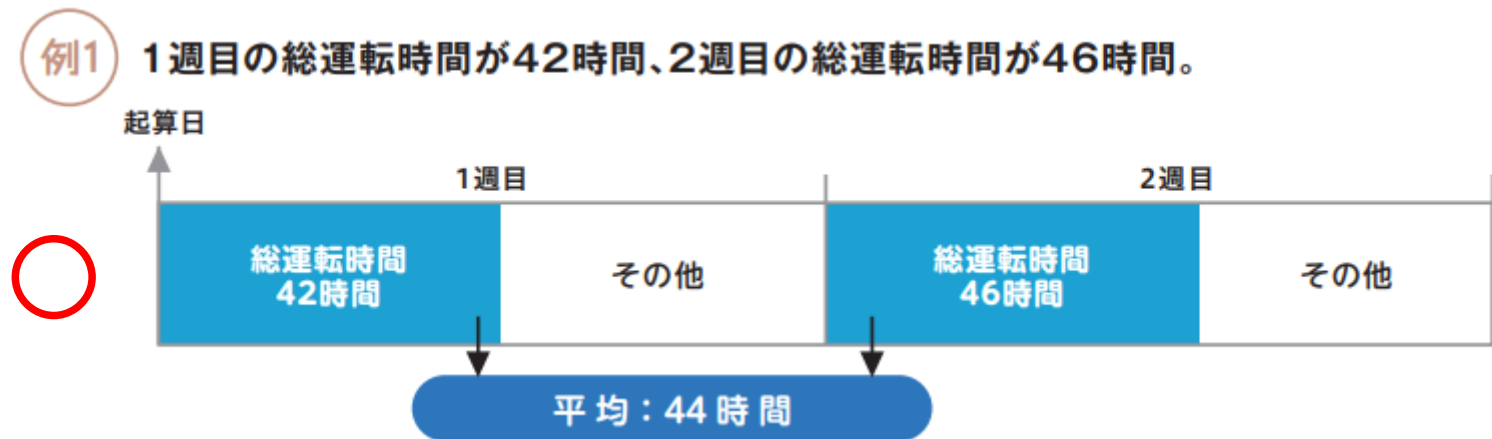 例1
1週目の総運転時間が42時間、2週目の総運転時間が46時間。
起算日
1週目
2週目
総運転時間
42時間
その他
総運転時間
46時間
その他
平均：44時間